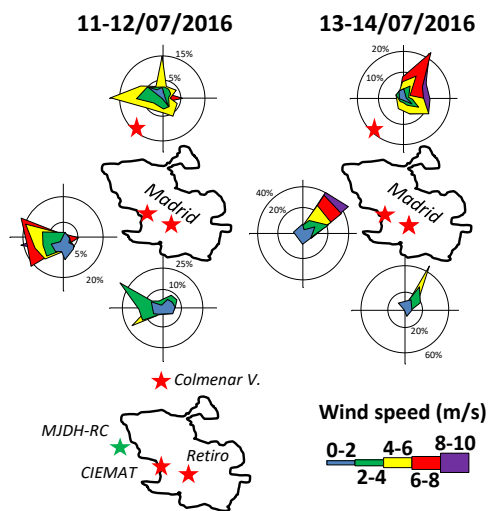 11-12/07/2016
13-14/07/2016
15%
5%
20%
10%
Madrid
5%
20%
40%
20%
Madrid
25%
10%
20%
60%
Colmenar V.
MJDH-RC
CIEMAT
Retiro
Wind speed (m/s)
0-2
2-4
4-6
6-8
8-10